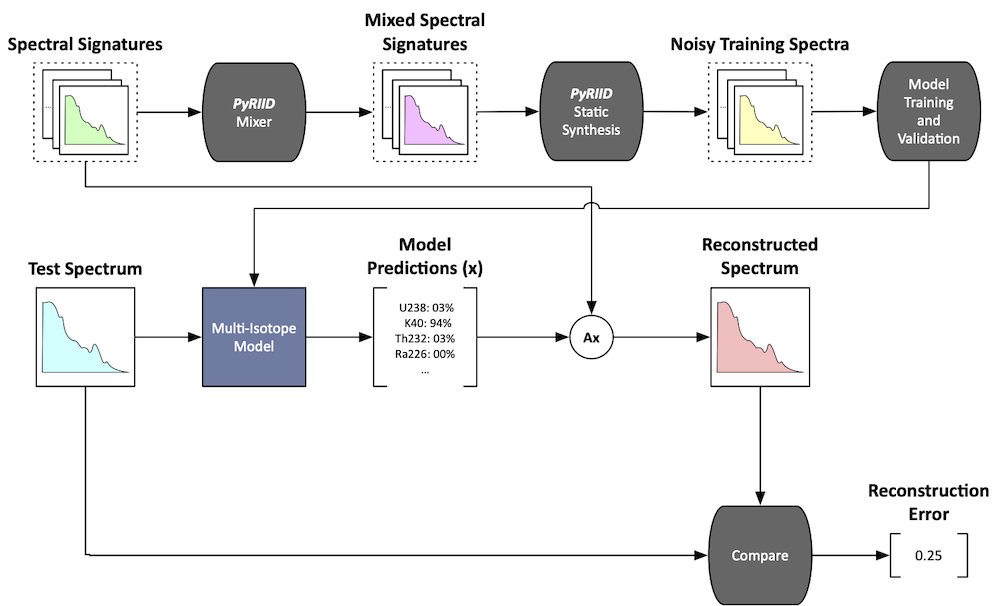 Spectral Signatures
PyRIID
Mixer
Mixed Spectral
Signatures
PyRIID
Static
Synthesis
Noisy Training Spectra
Model
Training
and
Validation
...
...
...
Test Spectrum
Multi-Isotope
Model
Model
Predictions (x)
U238: 03%
K40: 94%
Th232: 03%
Ra226: 00%
...
Ax
Reconstructed
Spectrum
Compare
Reconstruction
Error
0.25